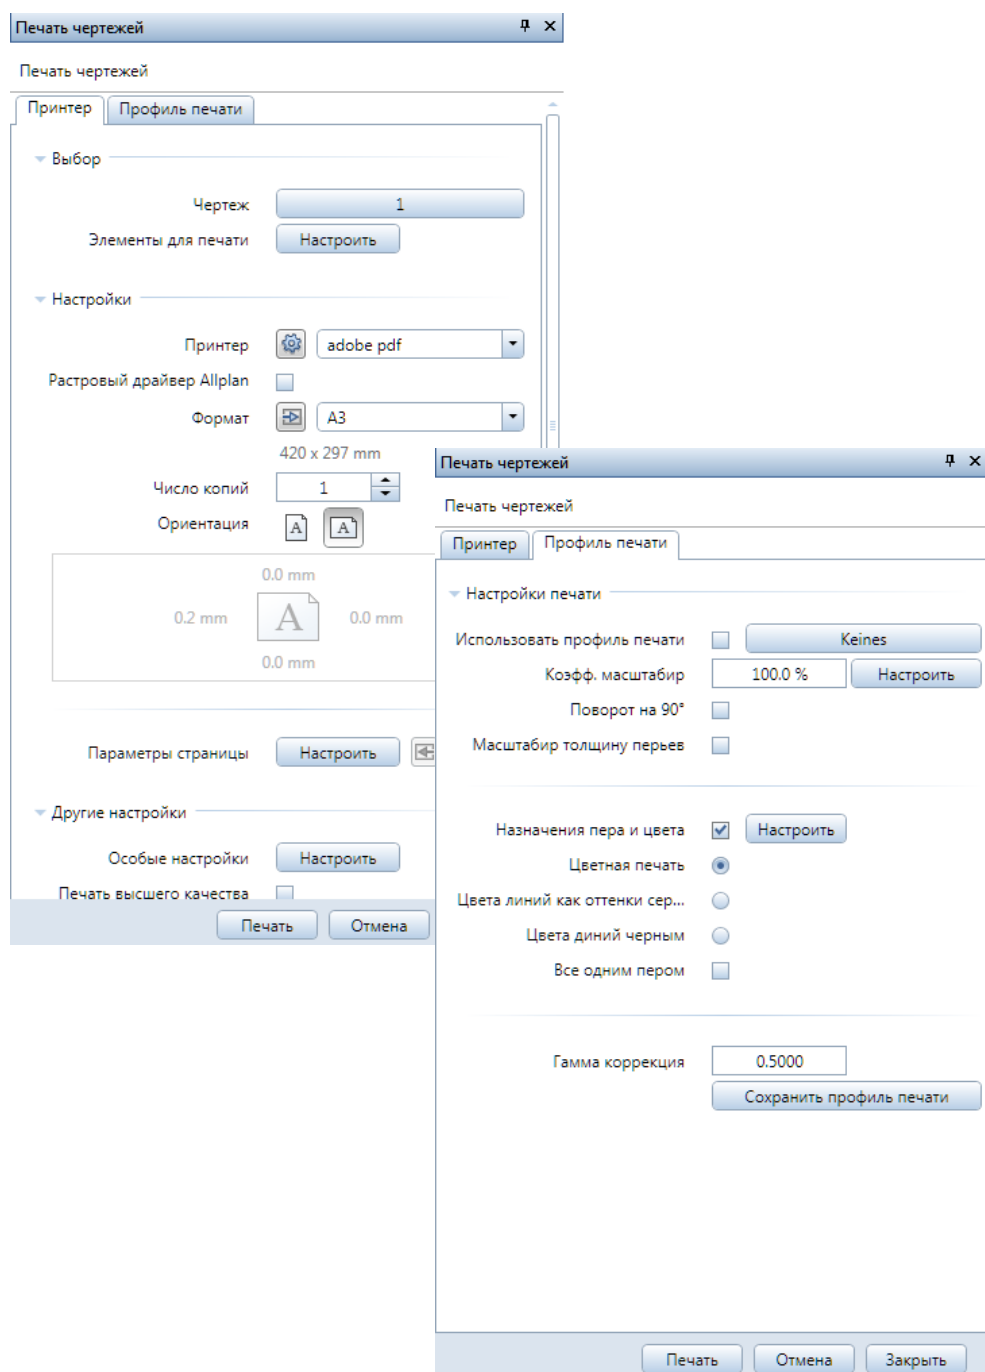 Печать чертежей
Печать чертежей
Принтер
Профиль печати
Выбор
Чертеж
1
Элементы для печати
Настроить
Настройки
Принтер
adobe pdf
Растровый драйвер Allplan
Формат
A3
420 x 297 mm
Число копий
1
Ориентация
A
A
0.0 mm
0.2 mm
A
0.0 mm
0.0 mm
Параметры страницы
Настроить
Другие настройки
Особые настройки
Настроить
Печать высшего качества
Печать
Отмена
Печать чертежей
Печать чертежей
Принтер
Профиль печати
Настройки печати
Использовать профиль печати
Keines
Коэфф. масштабир
100.0 %
Настроить
Поворот на 90°
Масштабир толщину перьев
Назначения пера и цвета
Настроить
Цветная печать
Цвета линий как оттенки сер...
Цвета диний черным
Все одним пером
Гамма коррекция
0.5000
Сохранить профиль печати
Печать
Отмена
Закрыть